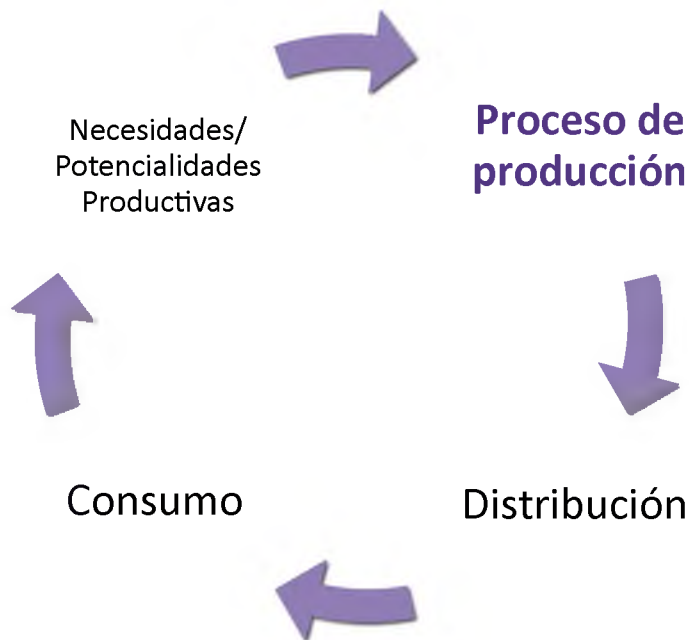 Necesidades/
Potencialidades
Productivas
Proceso de
producción
Consumo
Distribución